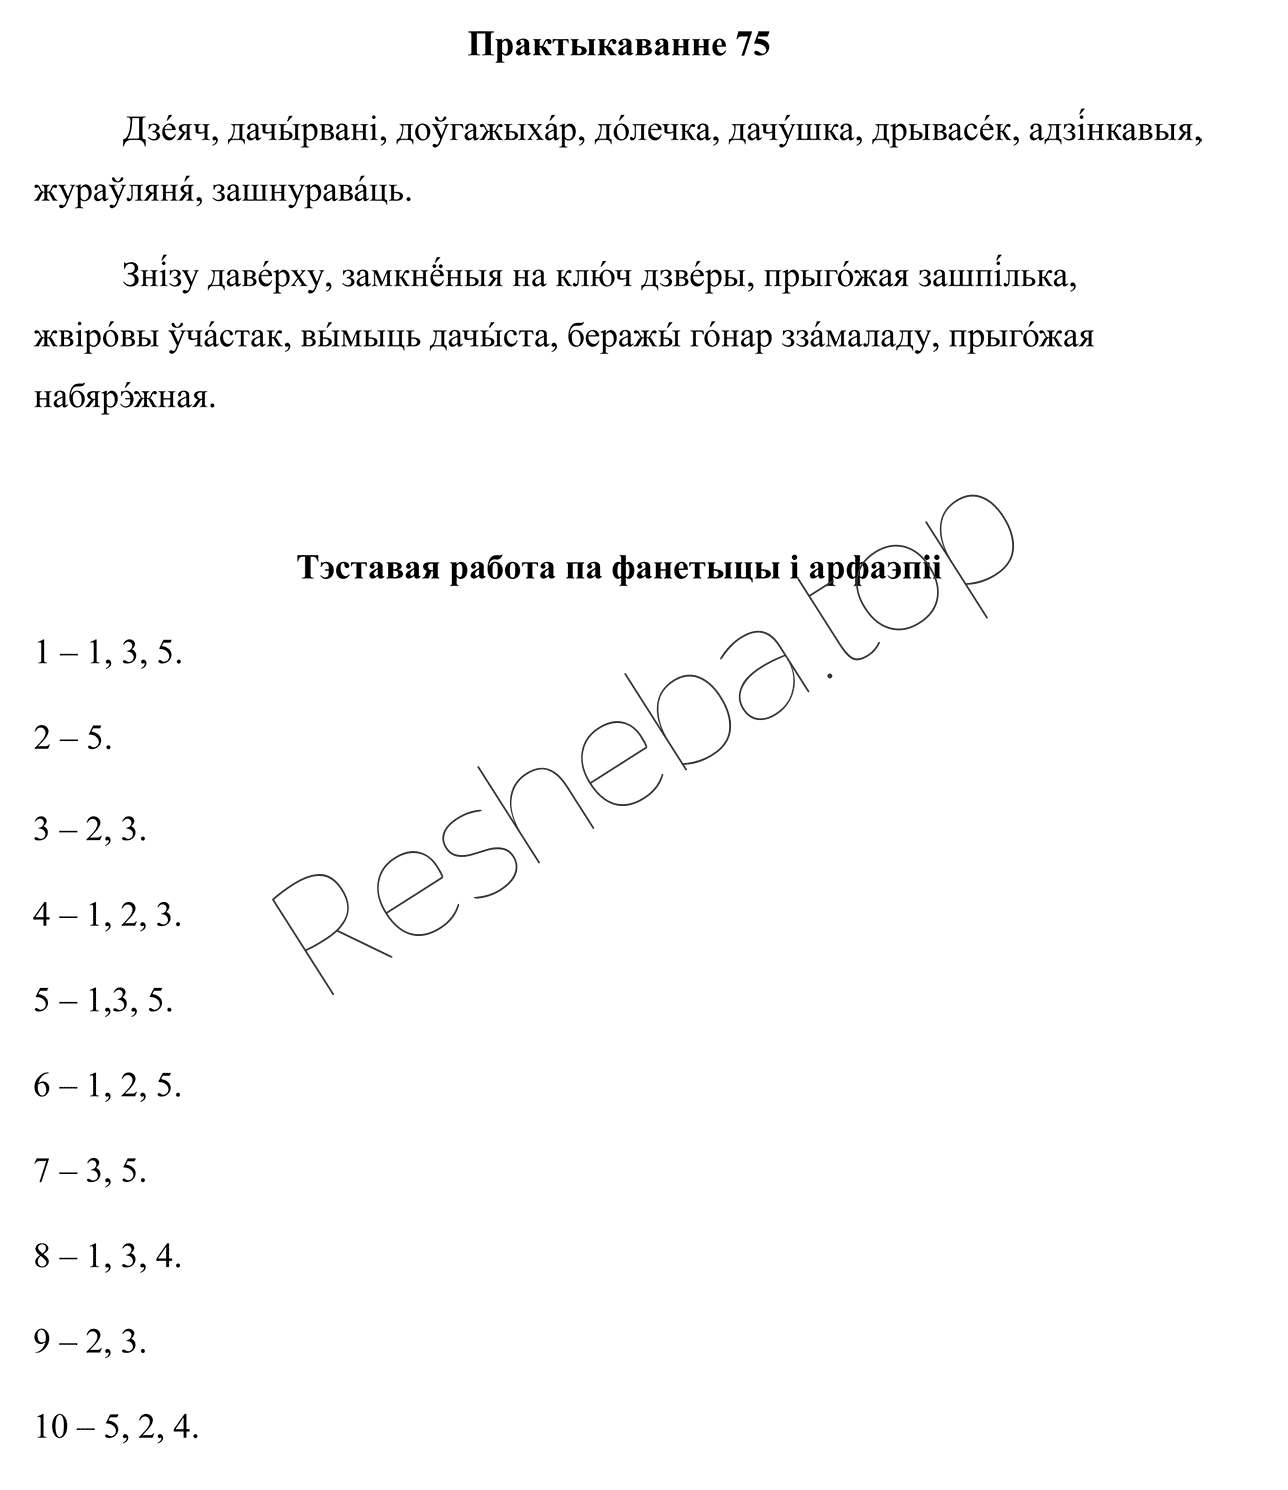 Практыкаванне 75
Дзе́яч, дачы́рвані, доўгажыха́р, до́лечка, дачу́шка, дрывасе́к, адзі́нкавыя,
жураўляня́, зашнурава́ць.
Зні́зу даве́рху, замкнё́ныя на клю́ч дзве́ры, прыго́жая зашпі́лька,
жвіро́вы ўча́стак, вы́мыць дачы́ста, беражы́ го́нар зза́маладу, прыго́жая
набярэ́жная.
Тэставая работа па фанетыцы і арфаэпіі
1 – 1, 3, 5.
2 – 5.
3 – 2, 3.
4 – 1, 2, 3.
5 – 1,3, 5.
6 – 1, 2, 5.
7 – 3, 5.
8 – 1, 3, 4.
9 – 2, 3.
10 – 5, 2, 4.
Resheba.top